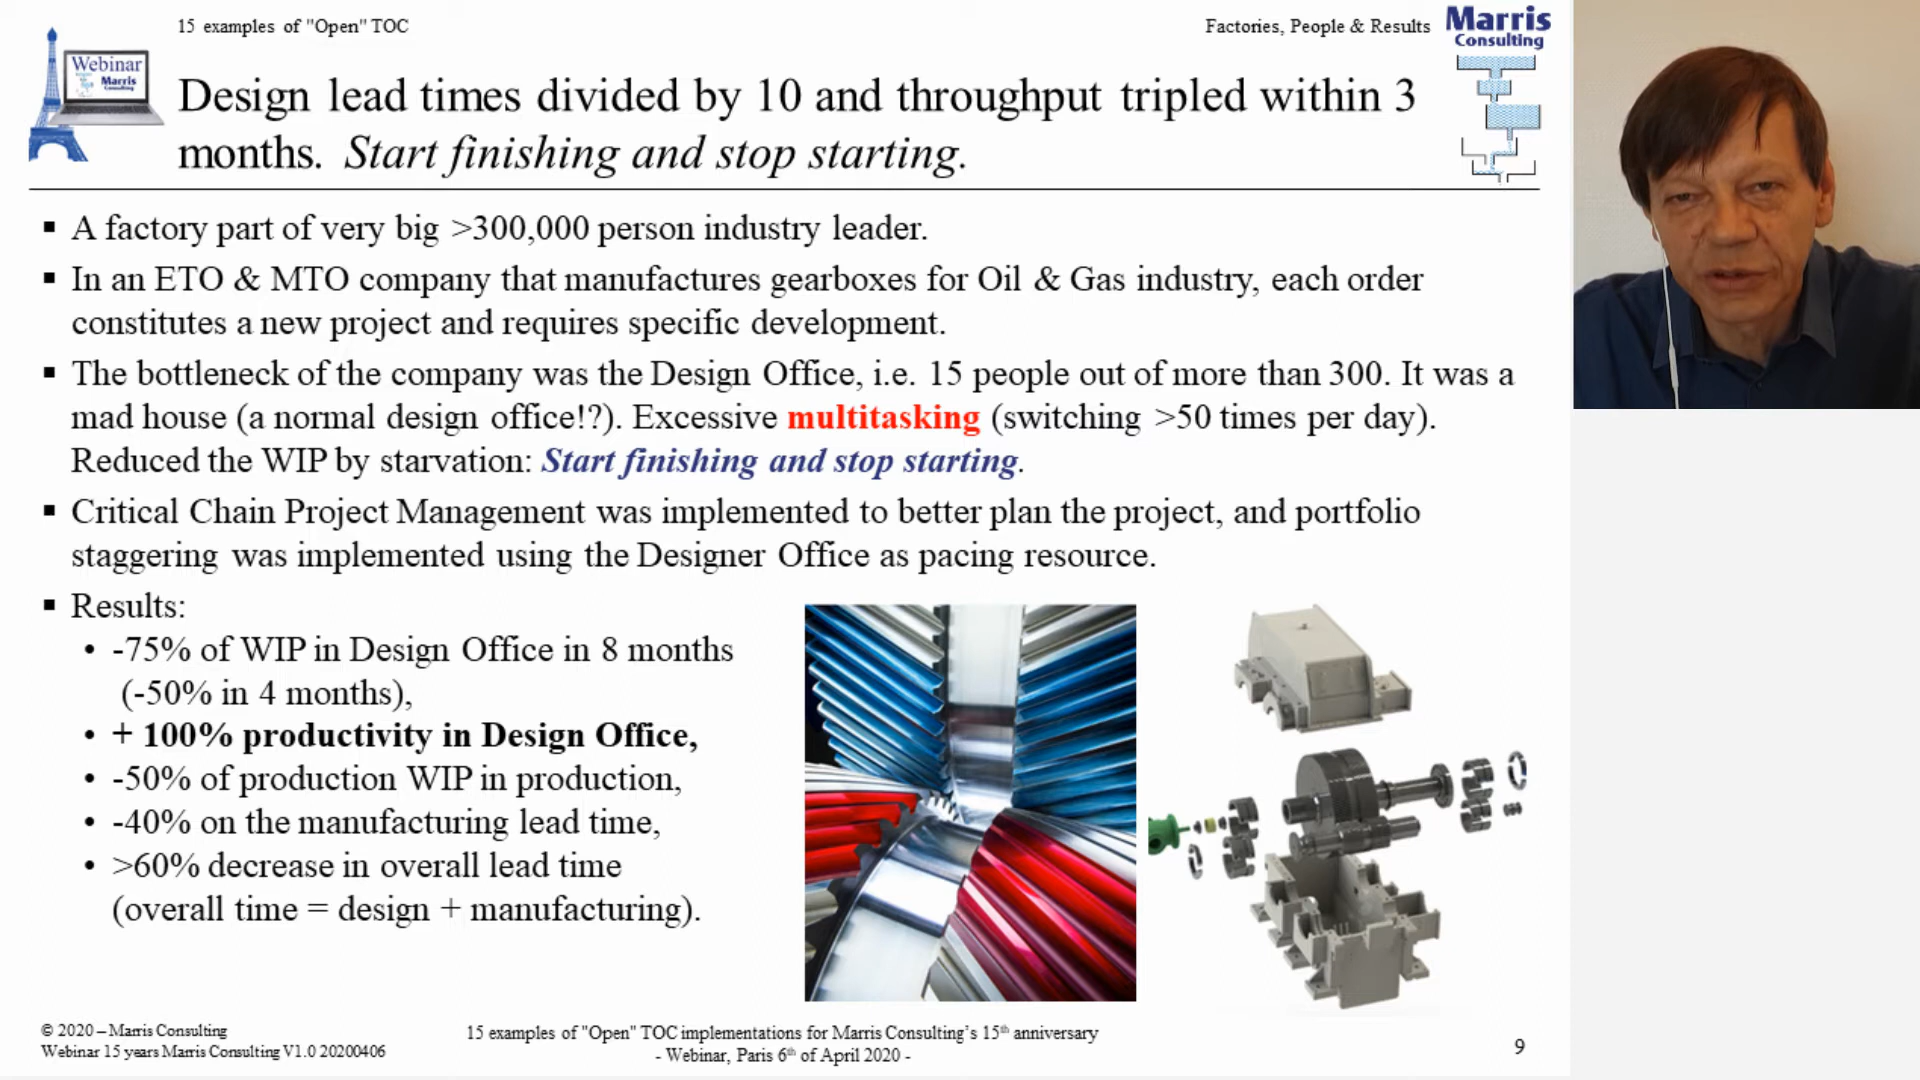 15 examples of "Open" TOC
Factories, People & Results
Marris
Consulting
Webinar
Marris
Consulting
Design lead times divided by 10 and throughput tripled within 3
months. Start finishing and stop starting.
▪ A factory part of very big >300,000 person industry leader.
▪ In an ETO & MTO company that manufactures gearboxes for Oil & Gas industry, each order
constitutes a new project and requires specific development.
▪ The bottleneck of the company was the Design Office, i.e. 15 people out of more than 300. It was a
mad house (a normal design office!?). Excessive multitasking (switching >50 times per day).
Reduced the WIP by starvation: Start finishing and stop starting.
▪ Critical Chain Project Management was implemented to better plan the project, and portfolio
staggering was implemented using the Designer Office as pacing resource.
▪ Results:
• -75% of WIP in Design Office in 8 months
(-50% in 4 months),
• + 100% productivity in Design Office,
• -50% of production WIP in production,
• -40% on the manufacturing lead time,
• >60% decrease in overall lead time
(overall time = design + manufacturing).
© 2020 – Marris Consulting
Webinar 15 years Marris Consulting V1.0 20200406
15 examples of "Open" TOC implementations for Marris Consulting's 15th anniversary
- Webinar, Paris 6th of April 2020 -
9